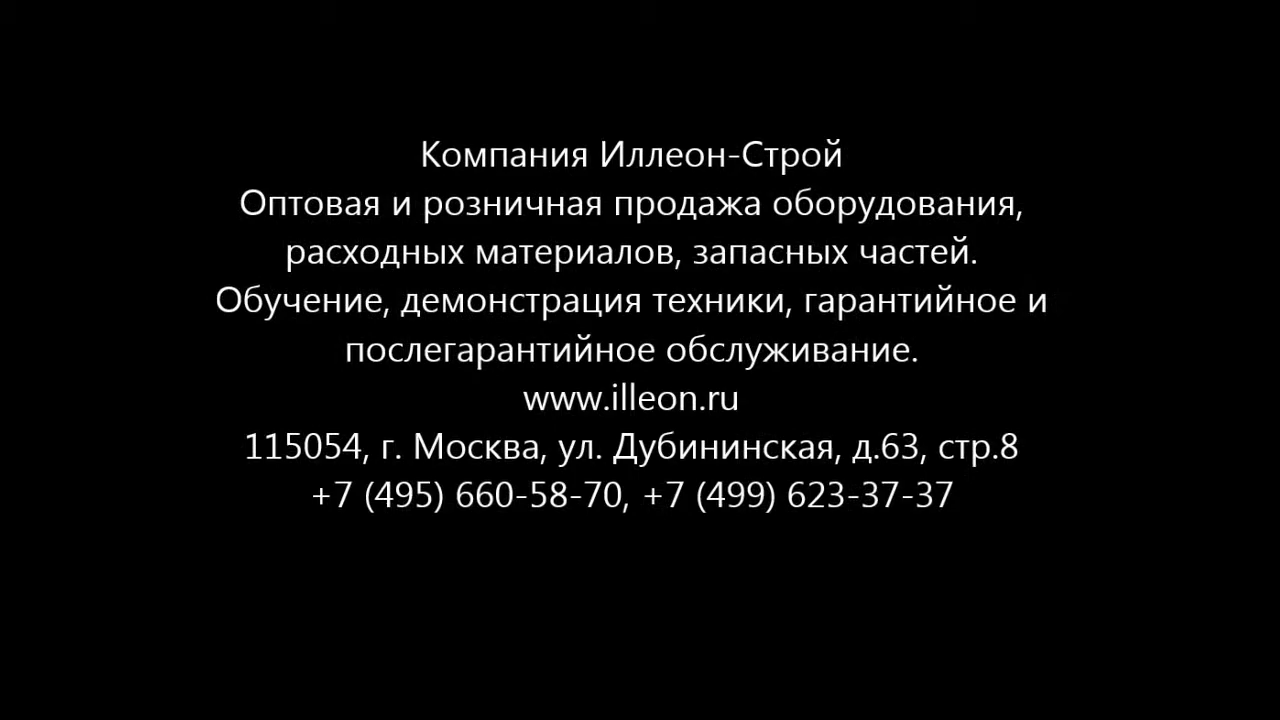 Компания Иллеон-Строй
Оптовая и розничная продажа оборудования,
расходных материалов, запасных частей.
Обучение, демонстрация техники, гарантийное и
послегарантийное обслуживание.
www.illeon.ru
115054, г. Москва, ул. Дубининская, д.63, стр.8
+7 (495) 660-58-70, +7 (499) 623-37-37